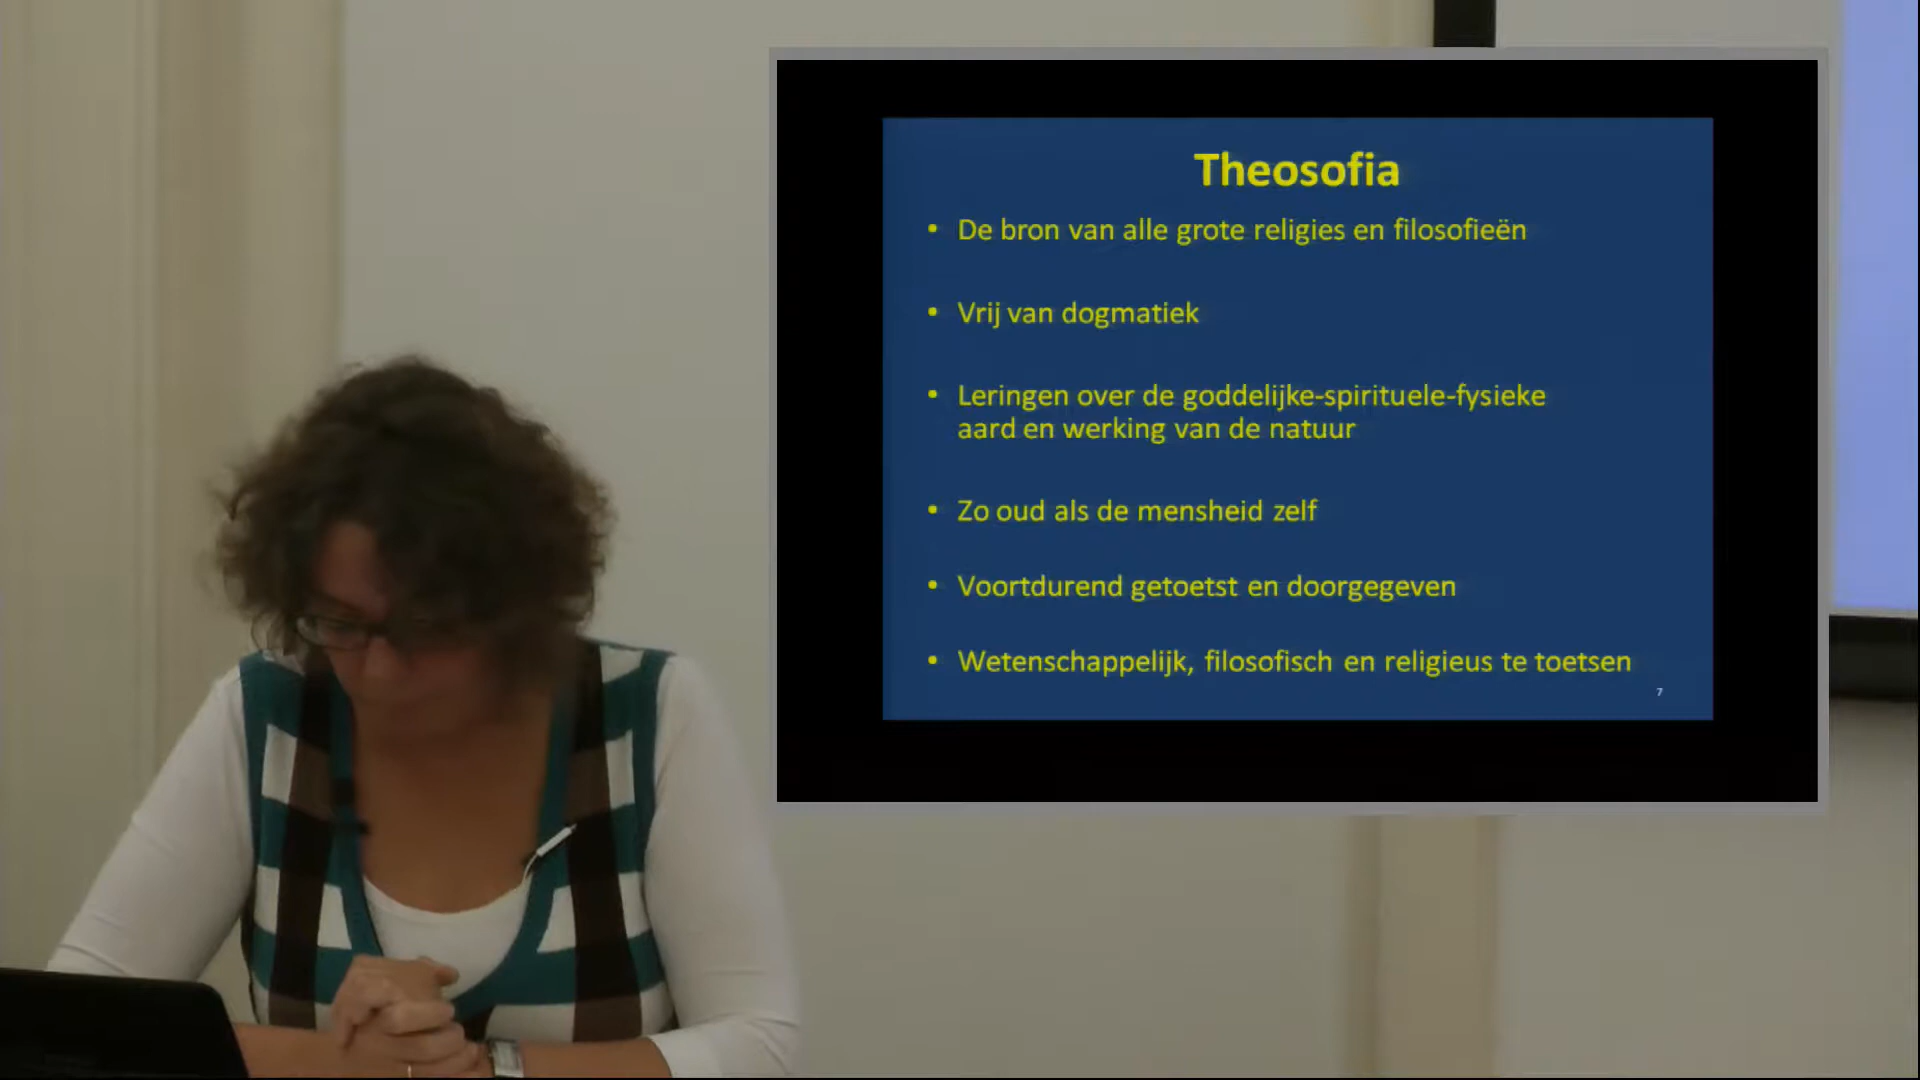 Theosofia
• De bron van alle grote religies en filosofieën
• Vrij van dogmatiek
• Leringen over de goddelijke-spirituele-fysieke
aard en werking van de natuur
• Zo oud als de mensheid zelf
• Voortdurend getoetst en doorgegeven
• Wetenschappelijk, filosofisch en religieus te toetsen
7